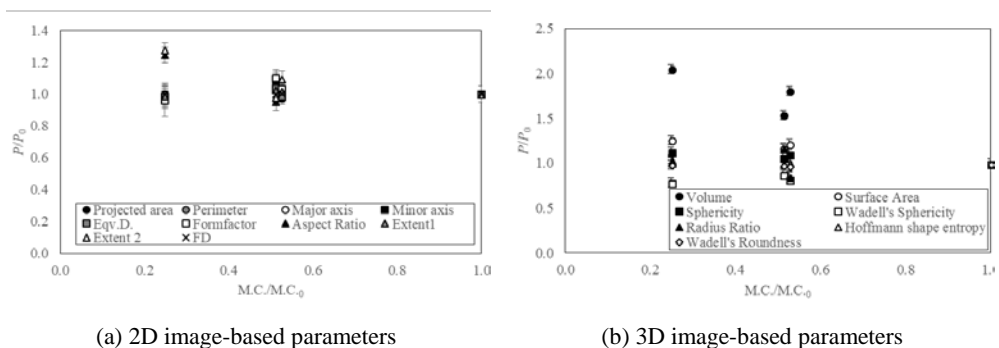 1.4
1.2
1.0
0.8
0.6
0.4
0.2
0.0
P/P0
Projected area Perimeter Major axis Minor axis
Eqv.D. Formfactor Aspect Ratio Extent1
Extent 2 FD
0.0 0.2 0.4 0.6 0.8 1.0
M.C./M.C.0
(a) 2D image-based parameters
2.5
2.0
1.5
1.0
0.5
0.0
P/P0
Volume Surface Area
Sphericity Wadell's Sphericity
Radius Ratio Hoffmann shape entropy
Wadell's Roundness
0.0 0.2 0.4 0.6 0.8 1.
M.C./M.C.0
(b) 3D image-based parameters